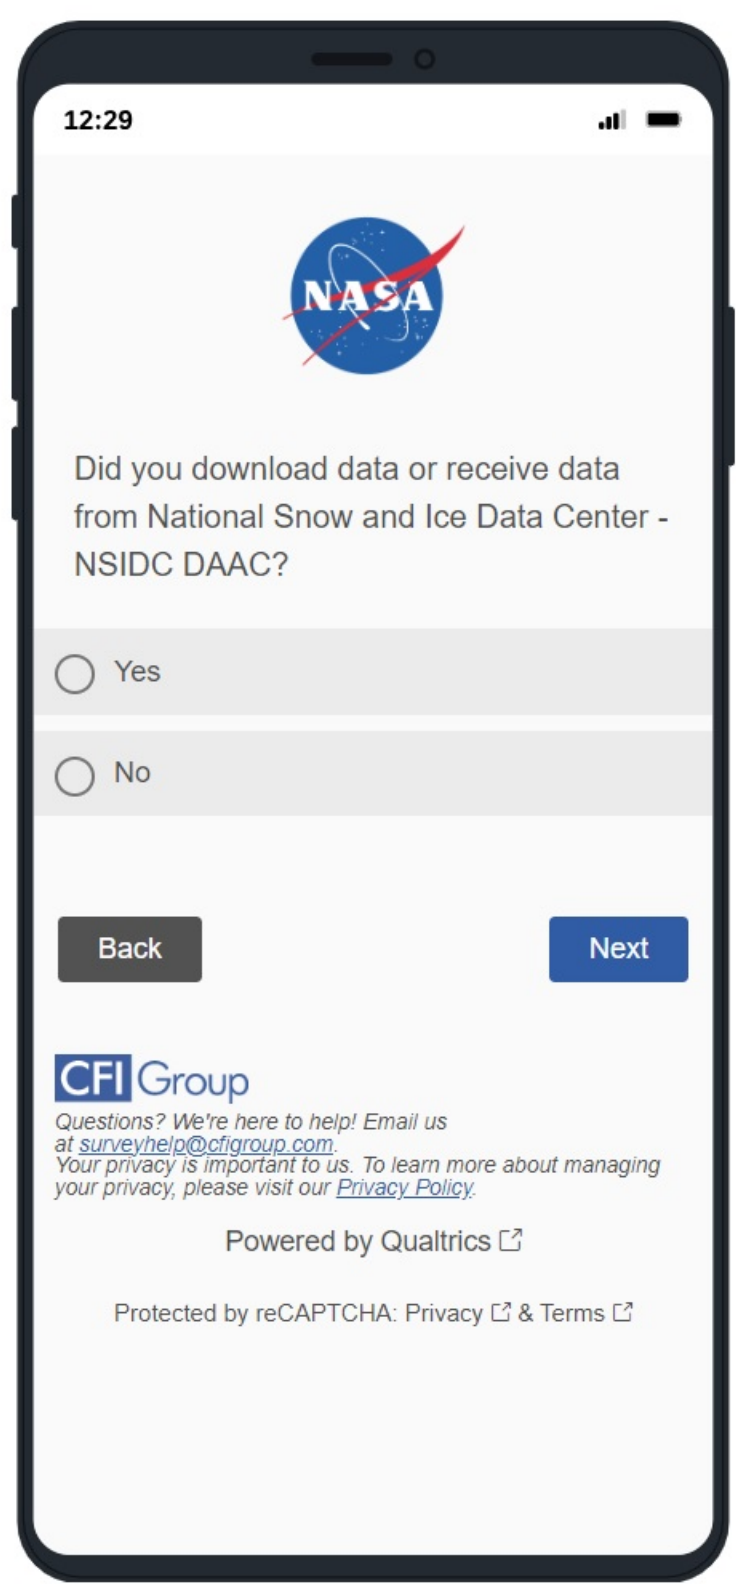 12:29
NASA
Did you download data or receive data
from National Snow and Ice Data Center -
NSIDC DAAC?
Yes
No
Back
Next
CFI Group
Questions? We're here to help! Email us
at surveyhelp@cfigroup.com.
Your privacy is important to us. To learn more about managing
your privacy, please visit our Privacy Policy.
Powered by Qualtrics
Protected by reCAPTCHA: Privacy & Terms